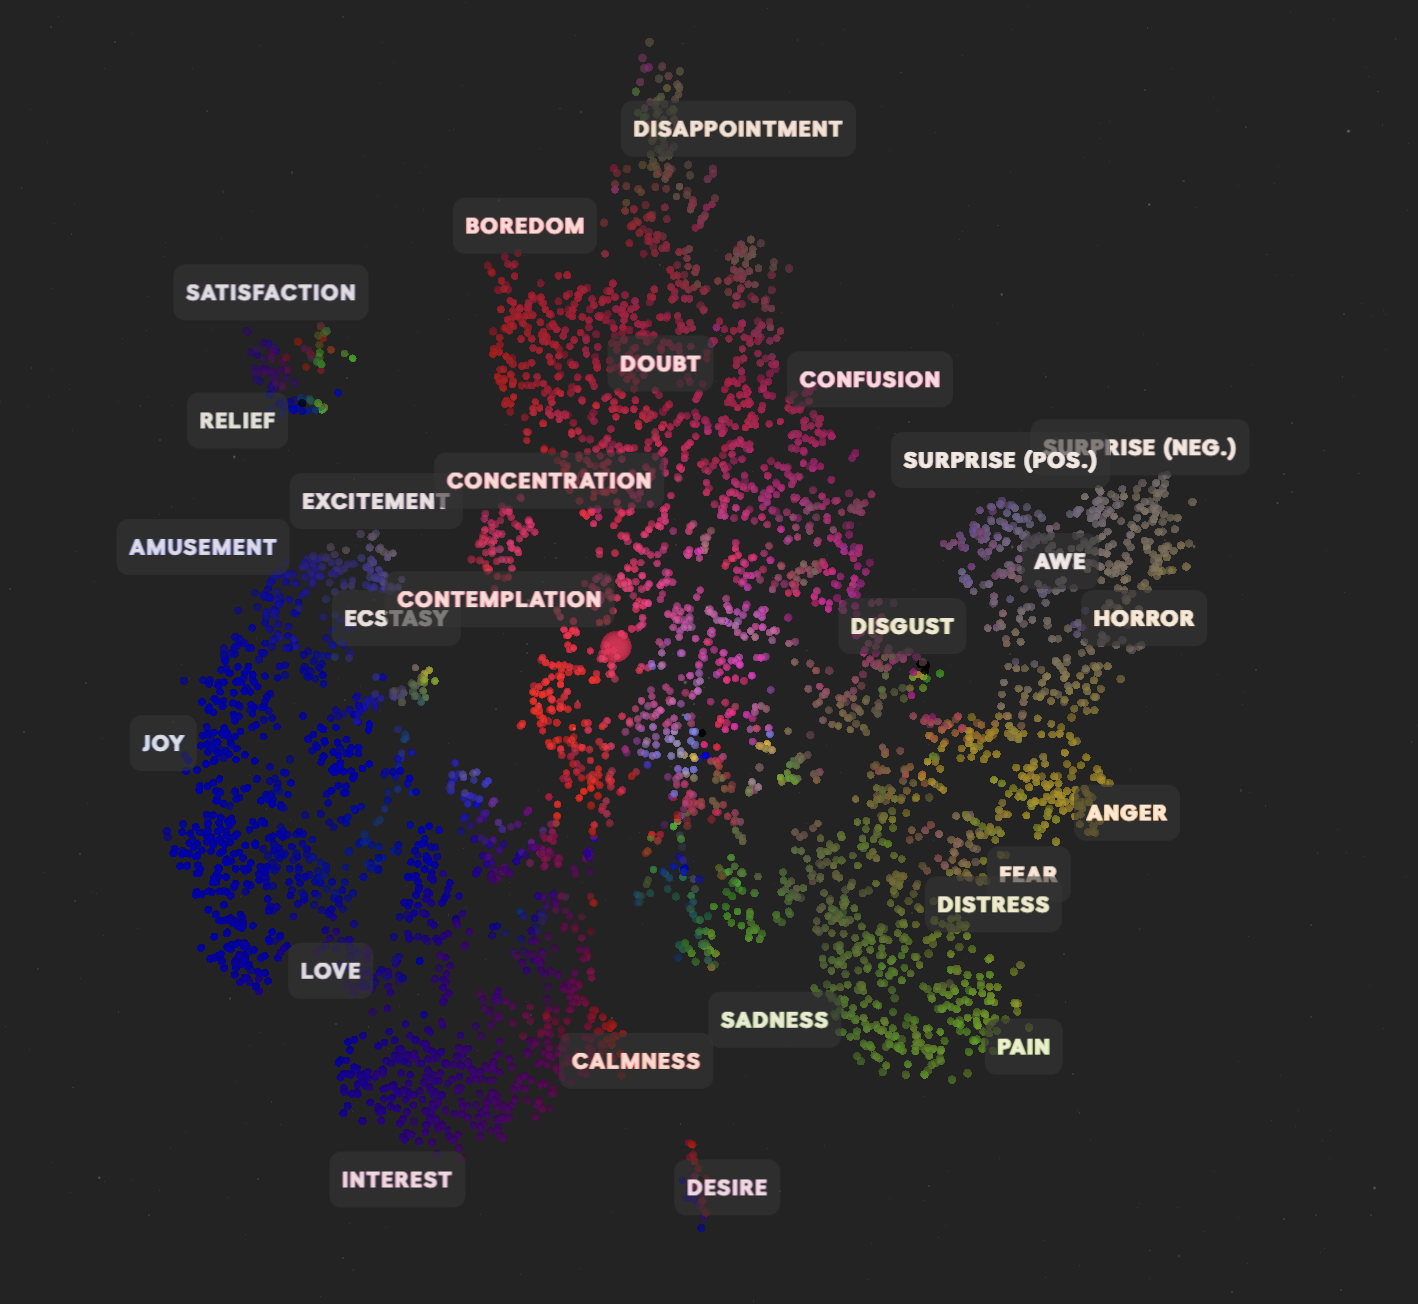 DISAPPOINTMENT
BOREDOM
SATISFACTION
DOUBT
CONFUSION
RELIEF
SURPRISE (NEG.)
SURPRISE (POS.)
CONCENTRATION
EXCITEMENT
AMUSEMENT
AWE
CONTEMPLATION
ECSTASY
HORROR
DISGUST
JOY
ANGER
FEAR
DISTRESS
LOVE
SADNESS
PAIN
CALMNESS
INTEREST
DESIRE